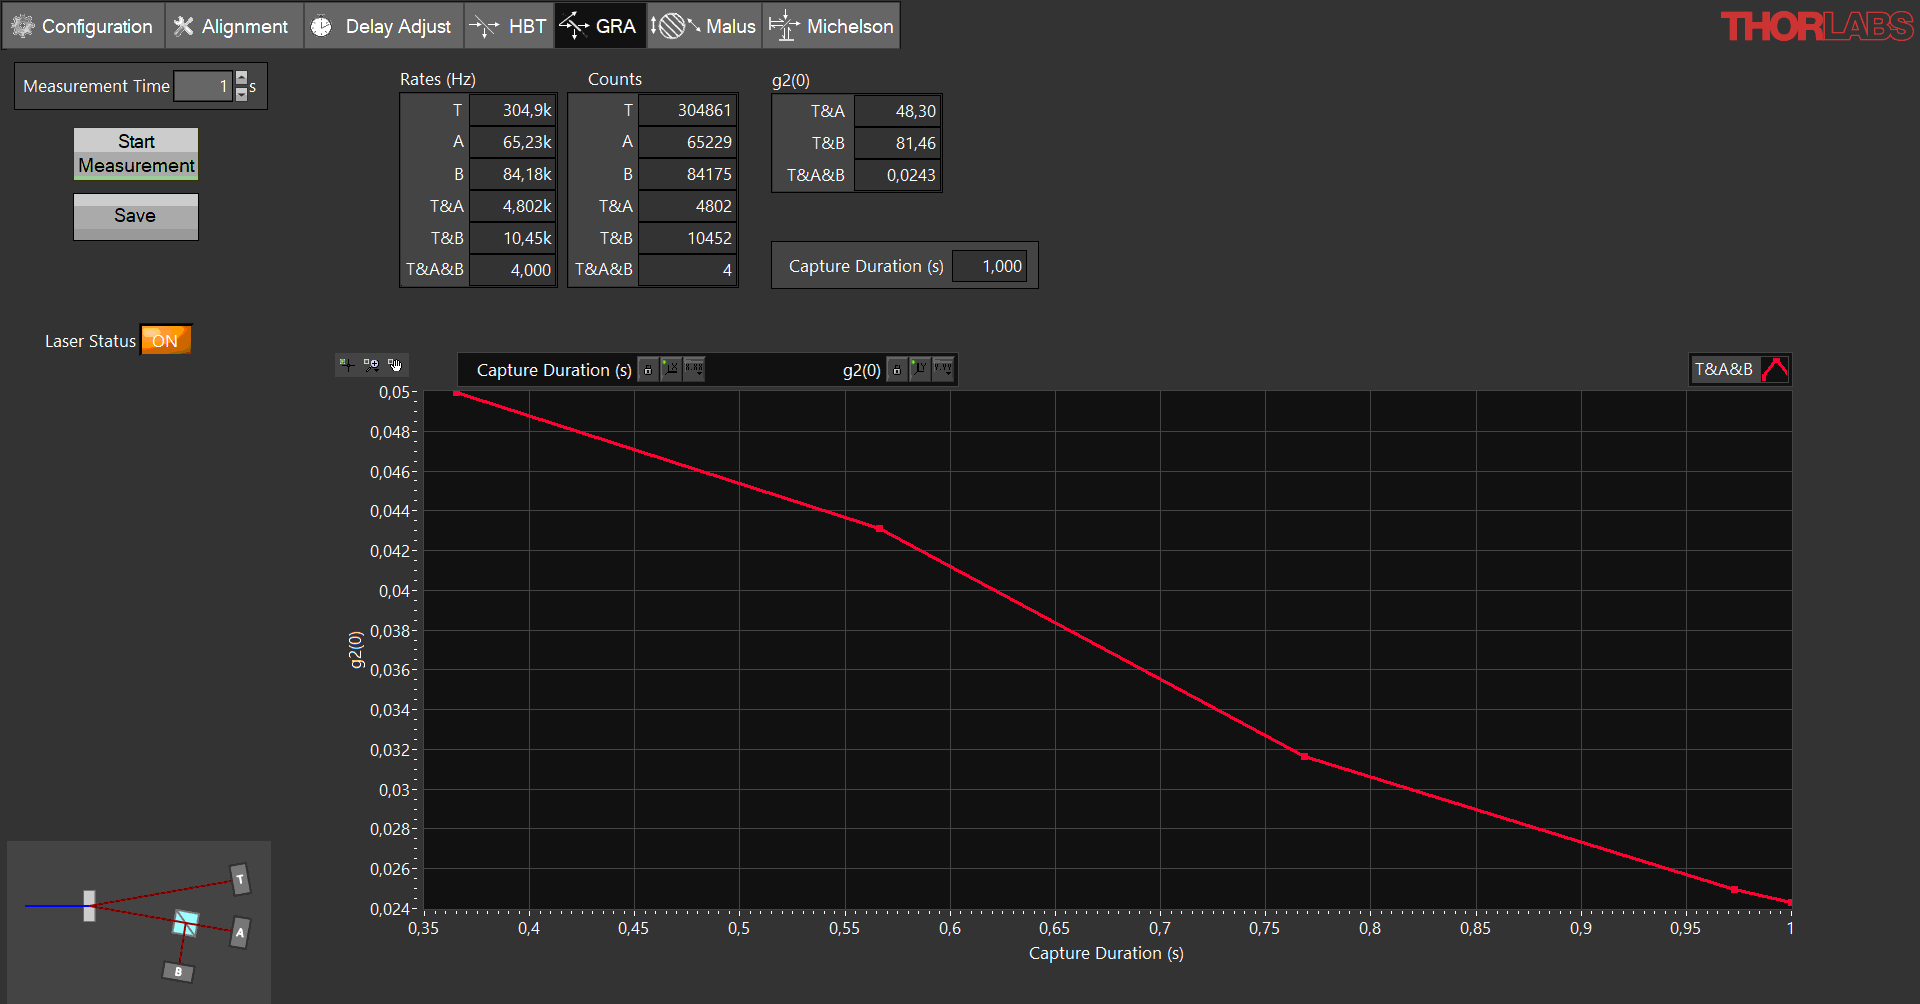 Configuration Alignment Delay Adjust HBT GRA Malus Michelson THORLABS
Measurement Time 1 s
Start
Measurement
Save
Laser Status ON
Rates (Hz)
T 304,9k
A 65,23k
B 84,18k
T&A 4,802k
T&B 10,45k
T&A&B 4,000
Counts
T 304861
A 65229
B 84175
T&A 4802
T&B 10452
T&A&B 4
g2(0)
T&A 48,30
T&B 81,46
T&A&B 0,0243
Capture Duration (s) 1,000
Capture Duration (s) X.XX g2(0) Y.YY
T&A&B
0,05
0,048
0,046
0,044
0,042
0,04
0,038
0,036
0,034
0,032
0,03
0,028
0,026
0,024
g2(0)
0,35 0,4 0,45 0,5 0,55 0,6 0,65 0,7 0,75 0,8 0,85 0,9 0,95 1
Capture Duration (s)
T
A
B